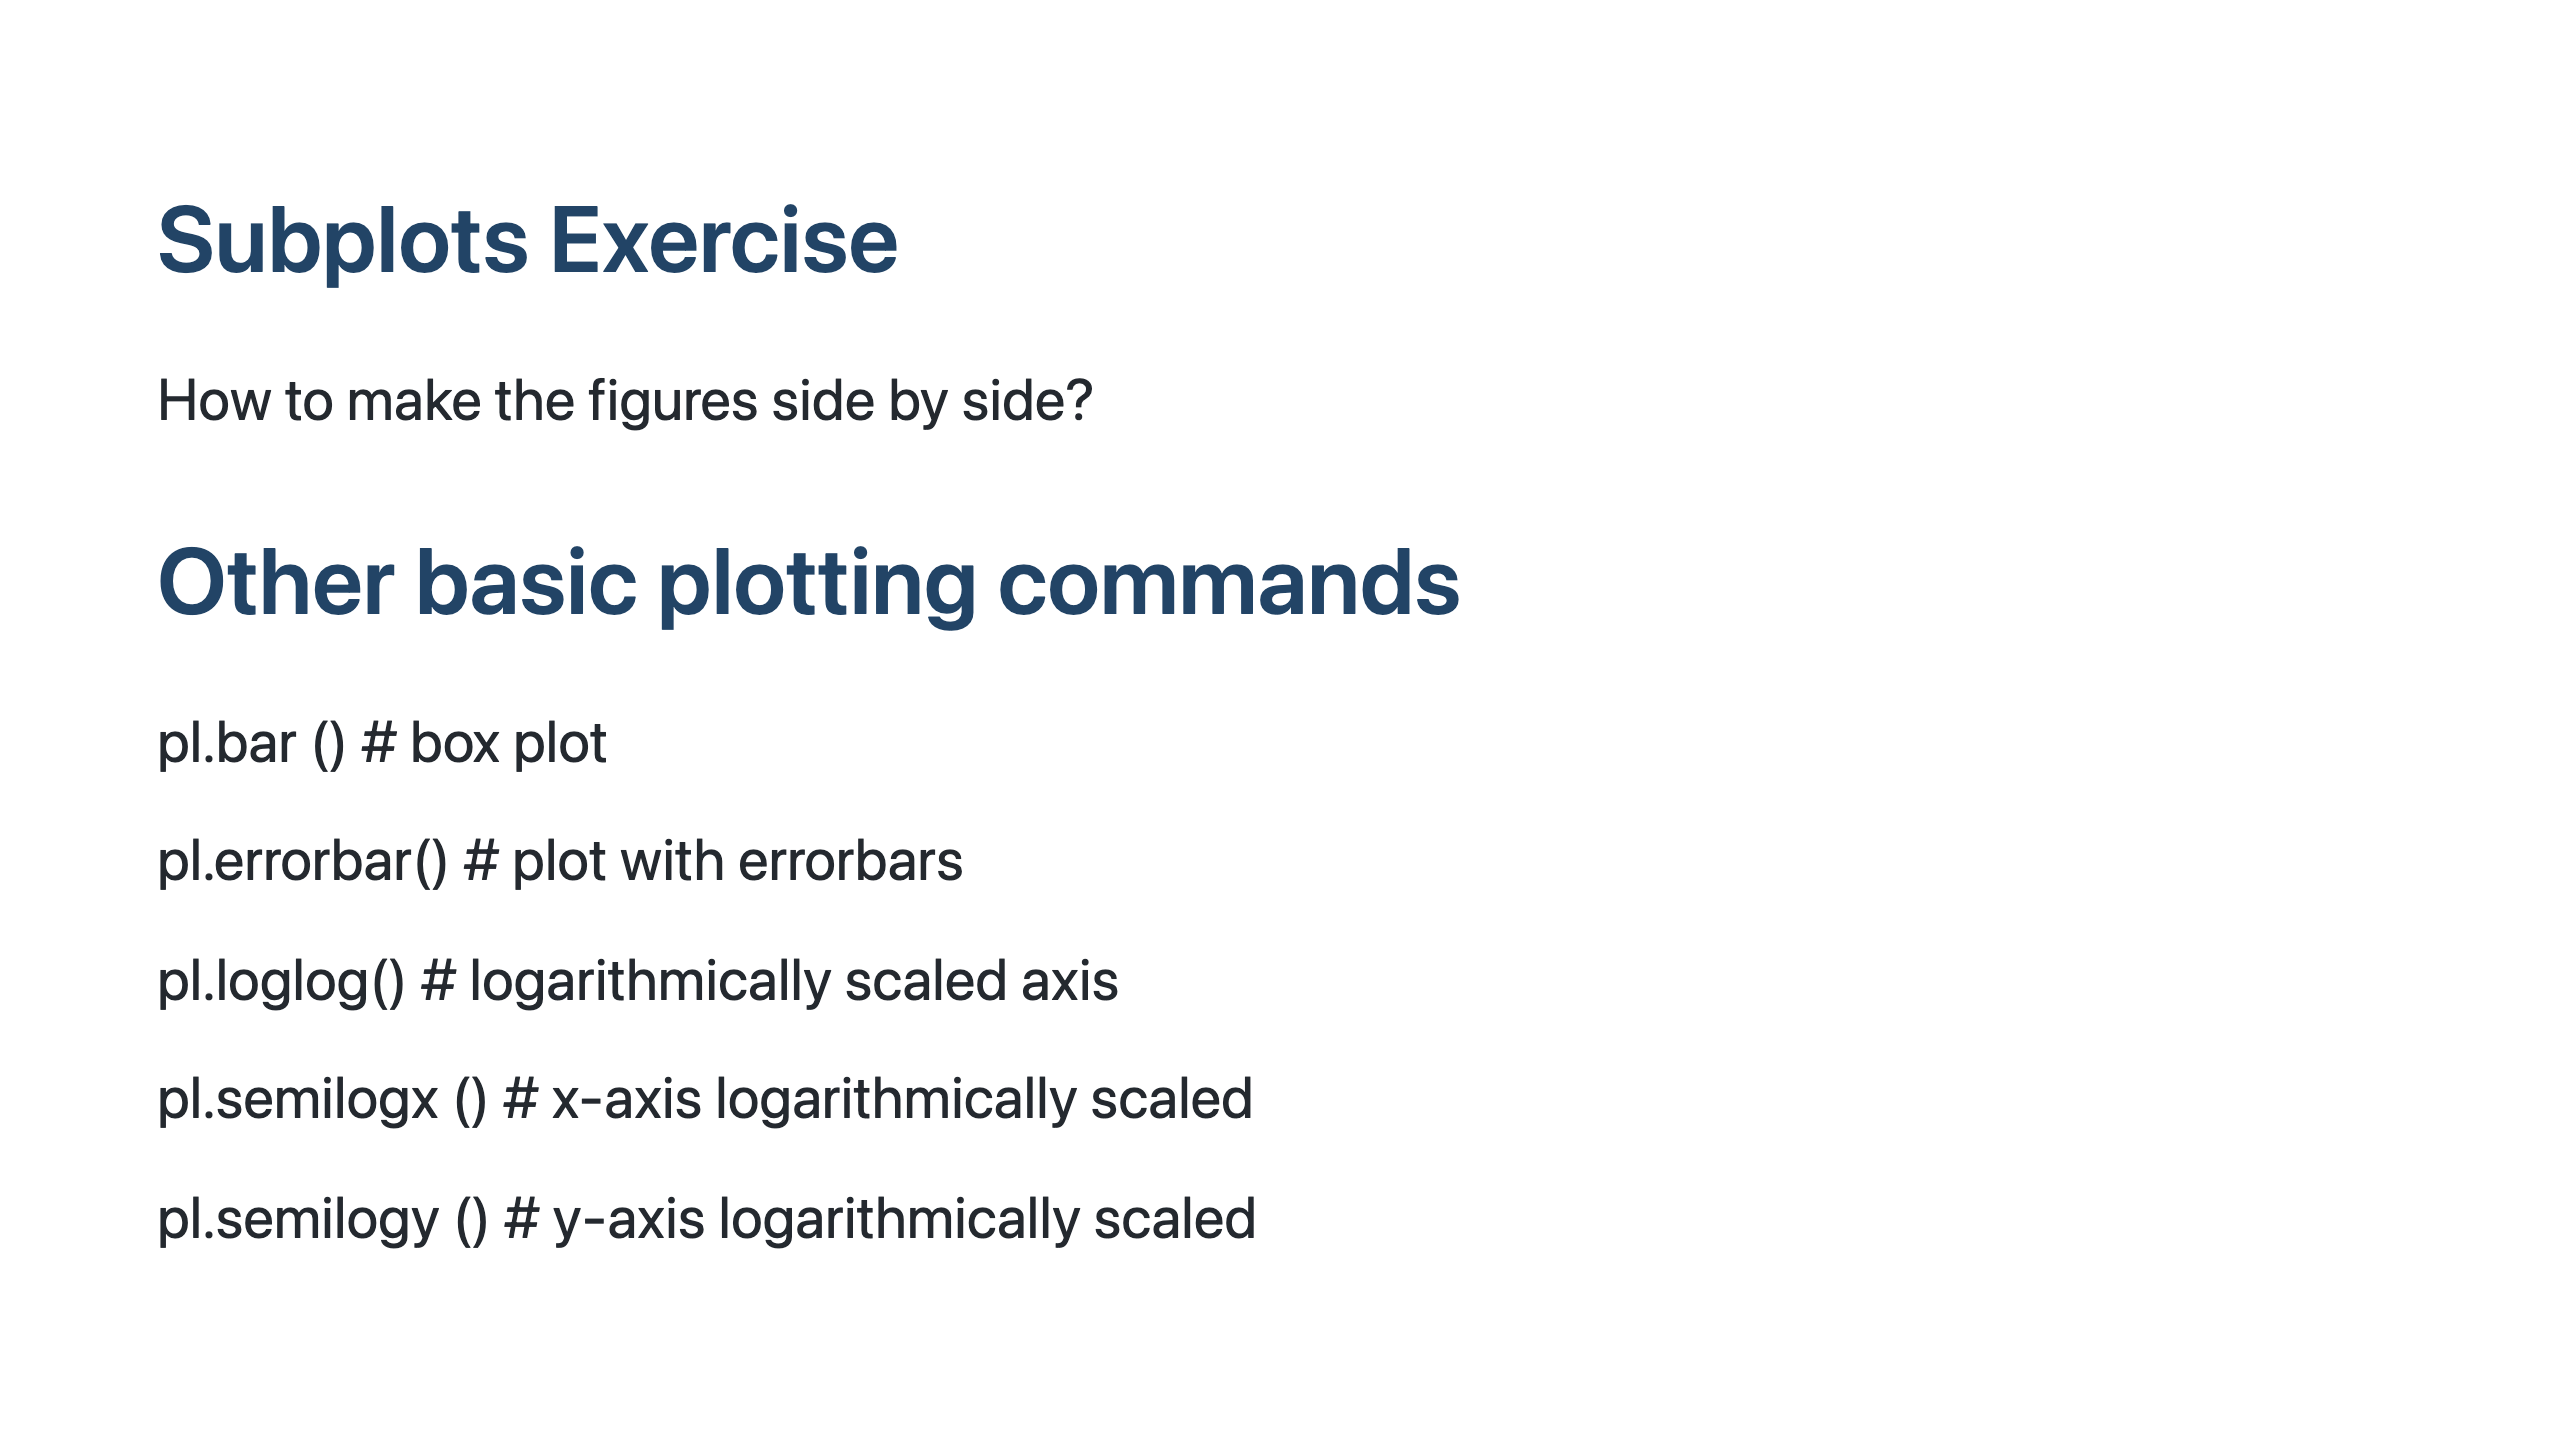 Subplots Exercise
How to make the figures side by side?
Other basic plotting commands
pl.bar () # box plot
pl.errorbar() # plot with errorbars
pl.loglog() # logarithmically scaled axis
pl.semilogx () # x-axis logarithmically scaled
pl.semilogy () # y-axis logarithmically scaled